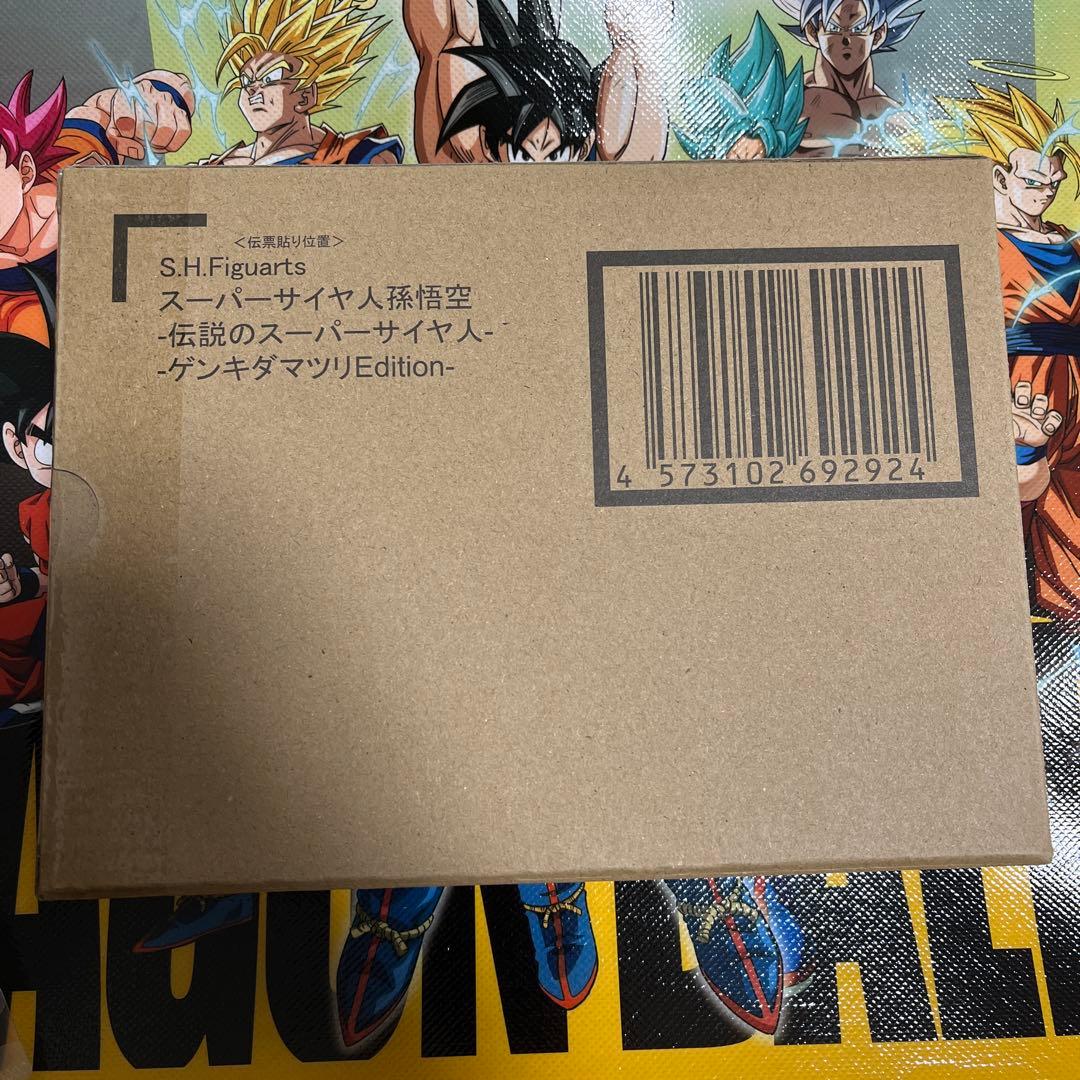 <伝票貼り位置>
S.H.Figuarts
スーパーサイヤ人孫悟空
-伝説のスーパーサイヤ人-
-ゲンキダマツリEdition-
4 573102 692924
AGON BALL